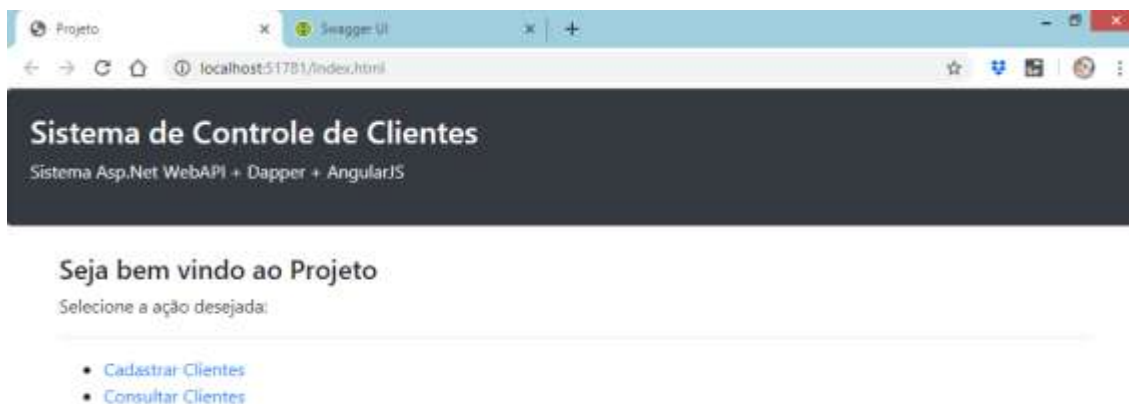 Projeto
Swagger UI
localhost:51781/index.html
Sistema de Controle de Clientes
Sistema Asp.Net WebAPI + Dapper + AngularJS
Seja bem vindo ao Projeto
Selecione a ação desejada:
Cadastrar Clientes
Consultar Clientes